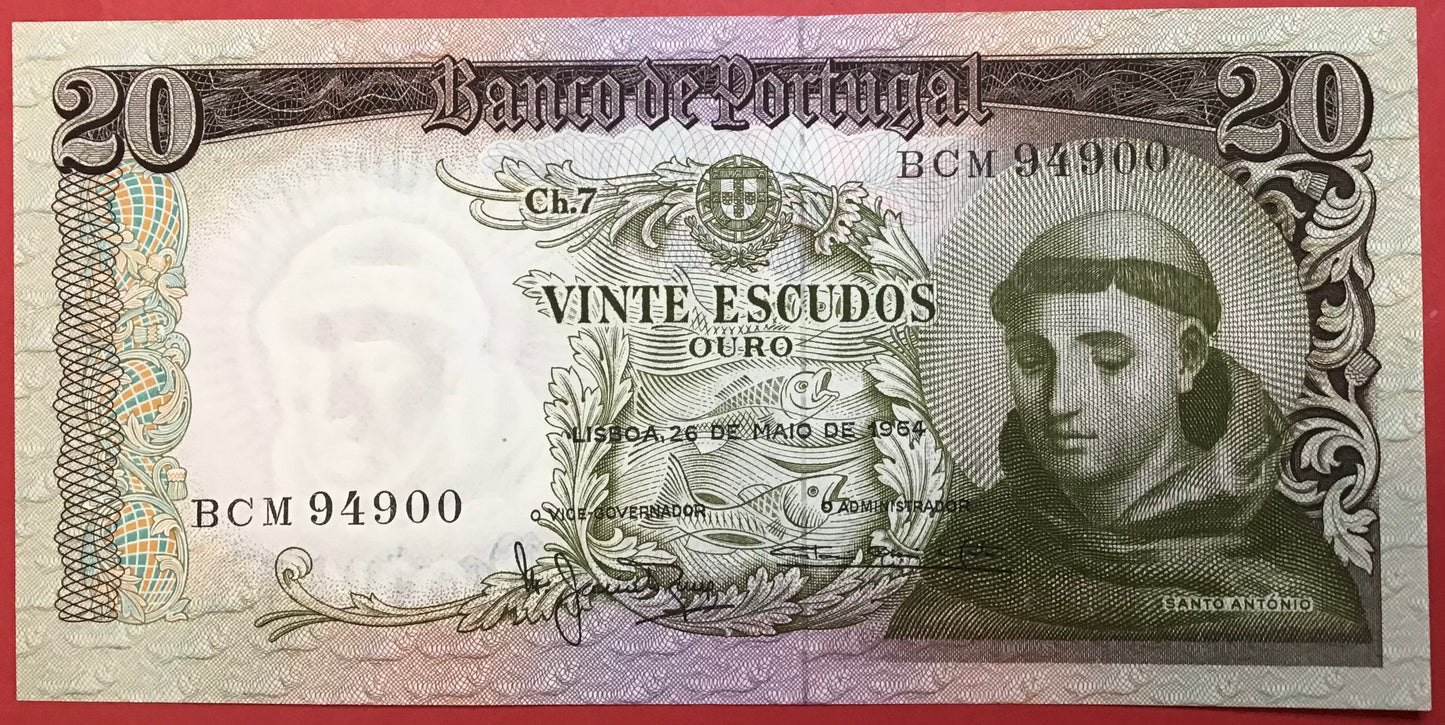 20 Banco de Portugal 20
BCM 94900
Ch.7
VINTE ESCUDOS
OURO
LISBOA, 26 DE MAIO DE 1964
BCM 94900
O VICE-GOVERNADOR
O ADMINISTRADOR
SANTO ANTÓNIO